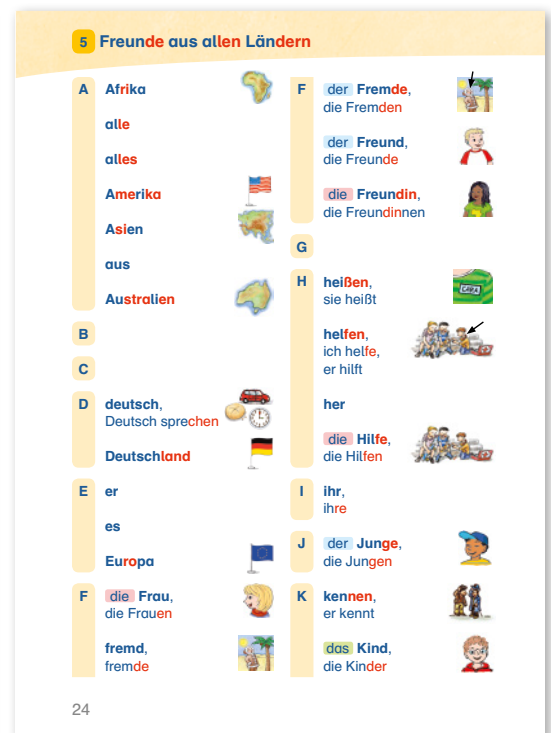 5 Freunde aus allen Ländern
A Afrika
alle
alles
Amerika
Asien
aus
Australien
B
C
D deutsch,
Deutsch sprechen
Deutschland
E er
es
Europa
F die Frau,
die Frauen
fremd,
fremde
F der Fremde,
die Fremden
der Freund,
die Freunde
die Freundin,
die Freundinnen
G
H heißen,
sie heißt
CARA
helfen,
ich helfe,
er hilft
her
die Hilfe,
die Hilfen
I ihr,
ihre
J der Junge,
die Jungen
K kennen,
er kennt
das Kind,
die Kinder
24